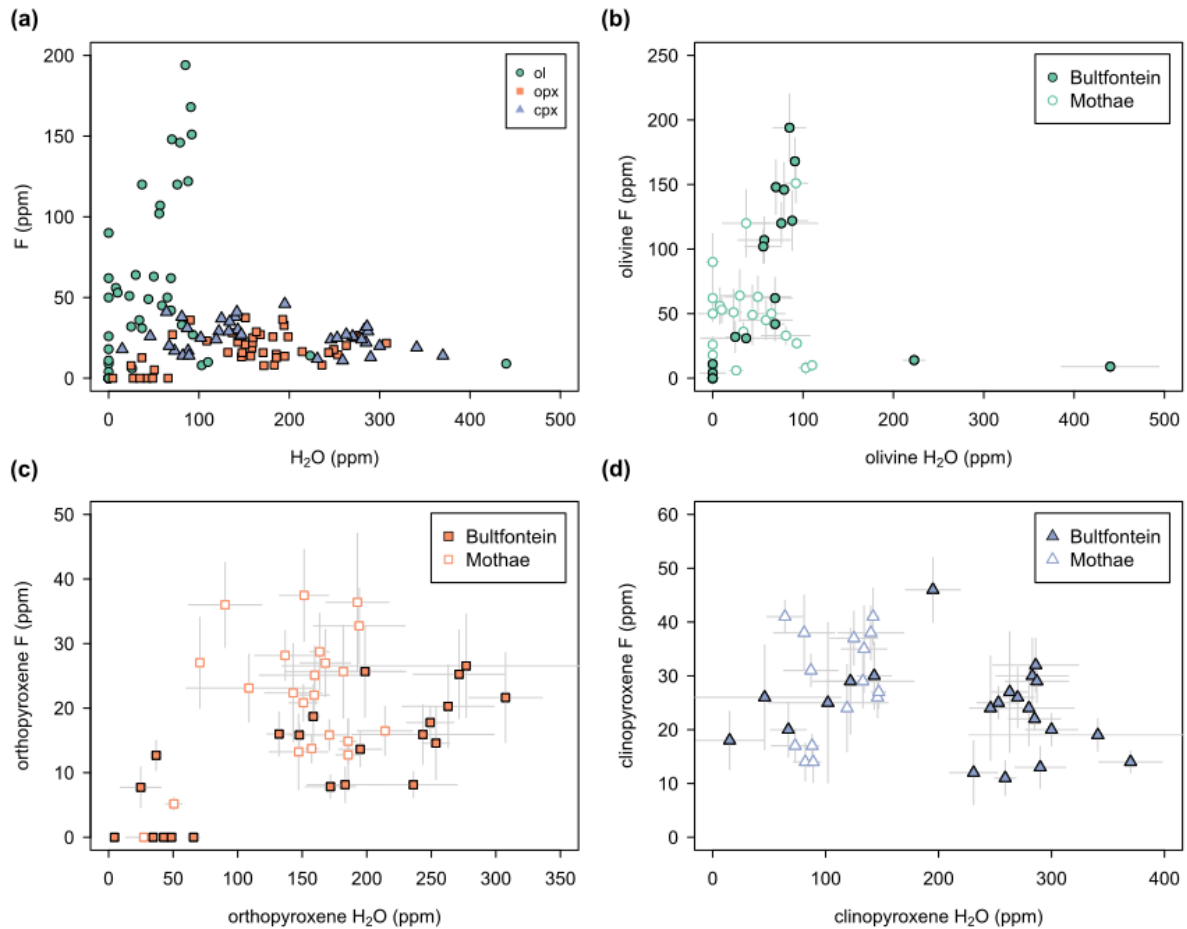 (a)
F (ppm)
200
150
100
50
0
ol
opx
cpx
0 100 200 300 400 500
H2O (ppm)
(b)
olivine F (ppm)
250
200
150
100
50
0
Bultfontein
Mothae
0 100 200 300 400 500
olivine H2O (ppm)
(c)
orthopyroxene F (ppm)
50
40
30
20
10
0
Bultfontein
Mothae
0 50 100 150 200 250 300 350
orthopyroxene H2O (ppm)
(d)
clinopyroxene F (ppm)
60
50
40
30
20
10
0
Bultfontein
Mothae
0 100 200 300 400
clinopyroxene H2O (ppm)